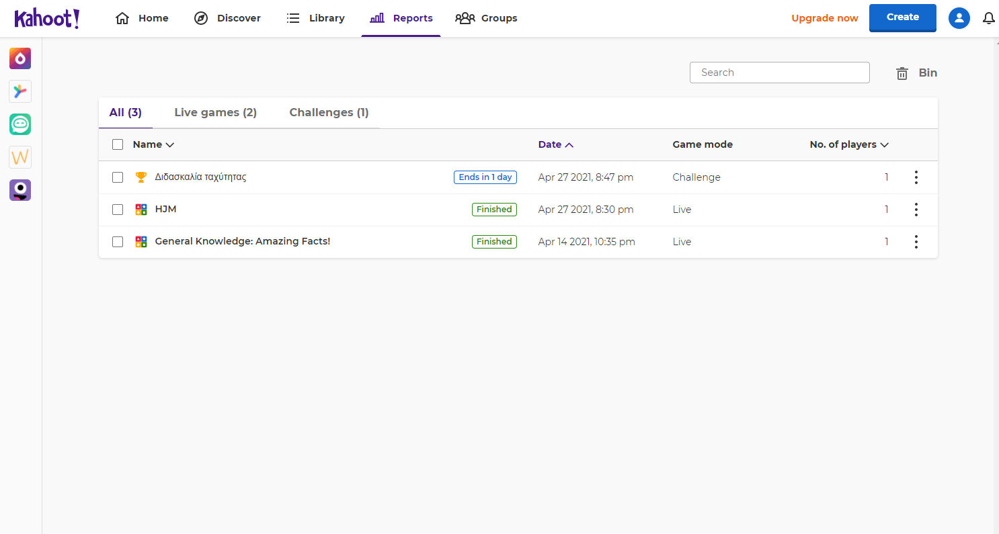 Kahoot! Home Discover Library Reports Groups Upgrade now Create
Search Bin
All (3) Live games (2) Challenges (1)
Name Date Game mode No. of players
Διδασκαλία ταχύτητας Ends in 1 day Apr 27 2021, 8:47 pm Challenge 1
HJM Finished Apr 27 2021, 8:30 pm Live 1
General Knowledge: Amazing Facts! Finished Apr 14 2021, 10:35 pm Live 1
W